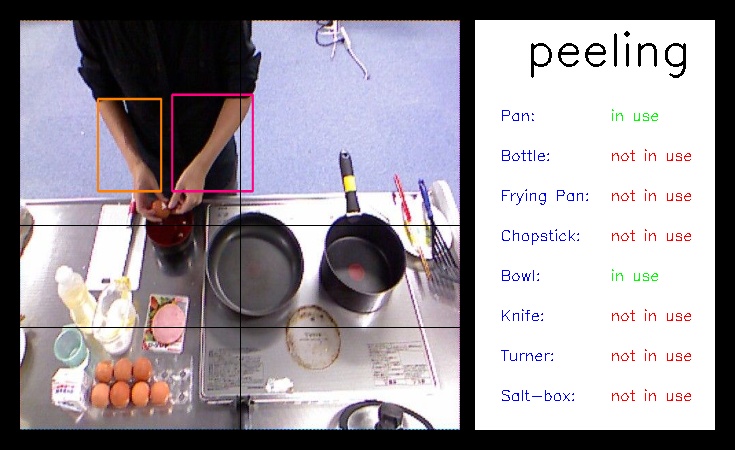 peeling
Pan: in use
Bottle: not in use
Frying Pan: not in use
Chopstick: not in use
Bowl: in use
Knife: not in use
Turner: not in use
Salt-box: not in use